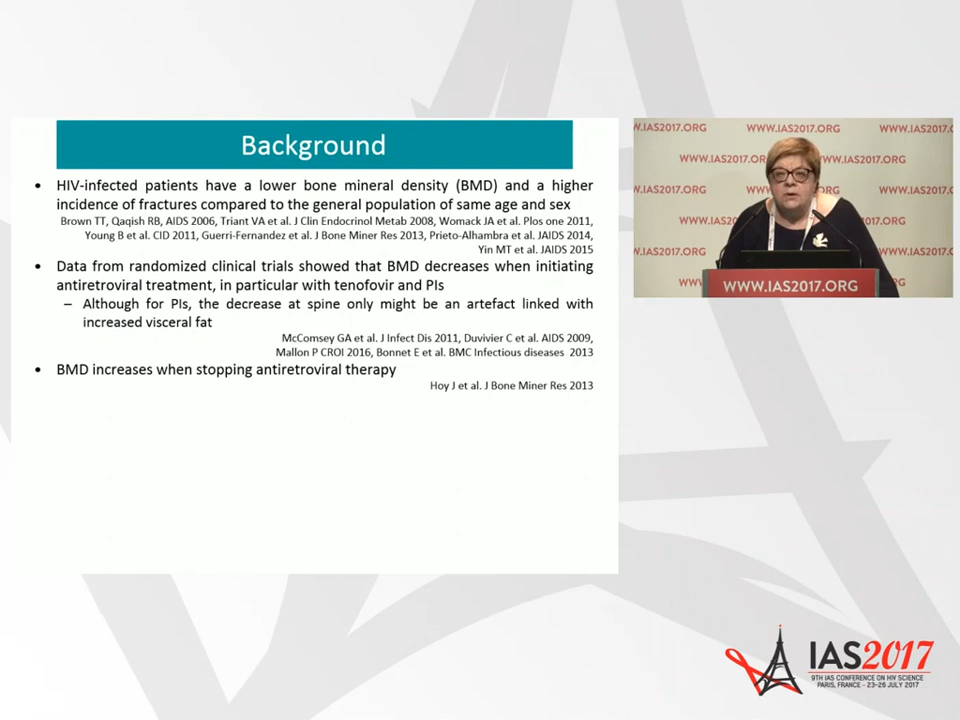 Background
• HIV-infected patients have a lower bone mineral density (BMD) and a higher
incidence of fractures compared to the general population of same age and sex
Brown TT, Qaqish RB, AIDS 2006, Triant VA et al. J Clin Endocrinol Metab 2008, Womack JA et al. Plos one 2011,
Young B et al. CID 2011, Guerri-Fernandez et al. J Bone Miner Res 2013, Prieto-Alhambra et al. JAIDS 2014,
Yin MT et al. JAIDS 2015
• Data from randomized clinical trials showed that BMD decreases when initiating
antiretroviral treatment, in particular with tenofovir and PIs
– Although for PIs, the decrease at spine only might be an artefact linked with
increased visceral fat
McComsey GA et al. J Infect Dis 2011, Duvivier C et al. AIDS 2009,
Mallon P CROI 2016, Bonnet E et al. BMC Infectious diseases 2013
• BMD increases when stopping antiretroviral therapy
Hoy J et al. J Bone Miner Res 2013
W.IAS2017.ORG WWW.IAS2017.ORG WWW.IAS2017
WWW.IAS2017. WWW.IAS2017.ORG
W.IAS2017.ORG WWW.IAS2017
WWW.IAS2017. .IAS2017.ORG
W.IAS2017.ORG WWW.IAS2017
WWW G
WWW.IAS2017.ORG
IAS2017
9TH IAS CONFERENCE ON HIV SCIENCE
PARIS, FRANCE - 23-26 JULY 2017